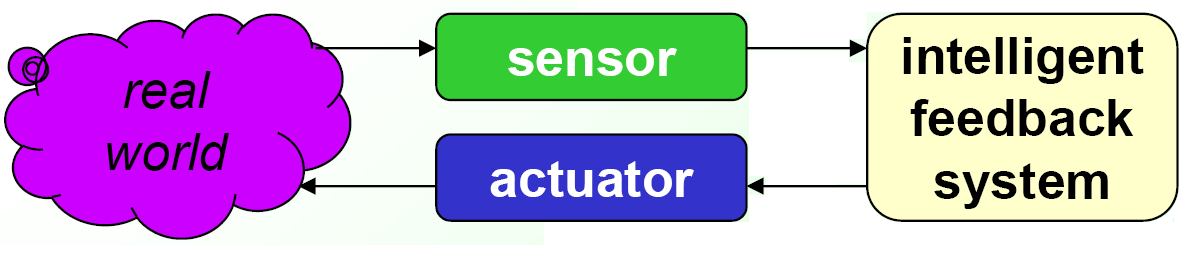 real
world
sensor
actuator
intelligent
feedback
system